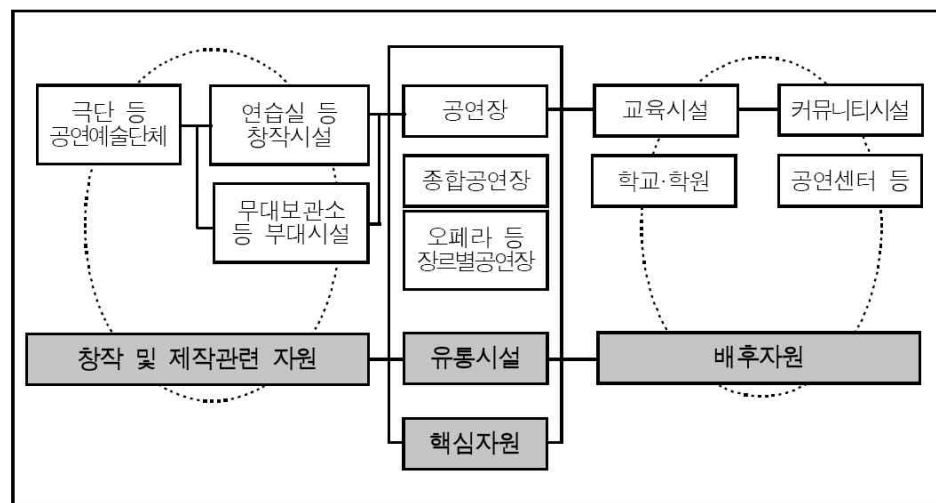 극단 등
공연예술단체
연습실 등
창작시설
무대보관소
등 부대시설
공연장
종합공연장
오페라 등
장르별공연장
교육시설
커뮤니티시설
학교·학원
공연센터 등
창작 및 제작관련 자원
유통시설
배후자원
핵심자원